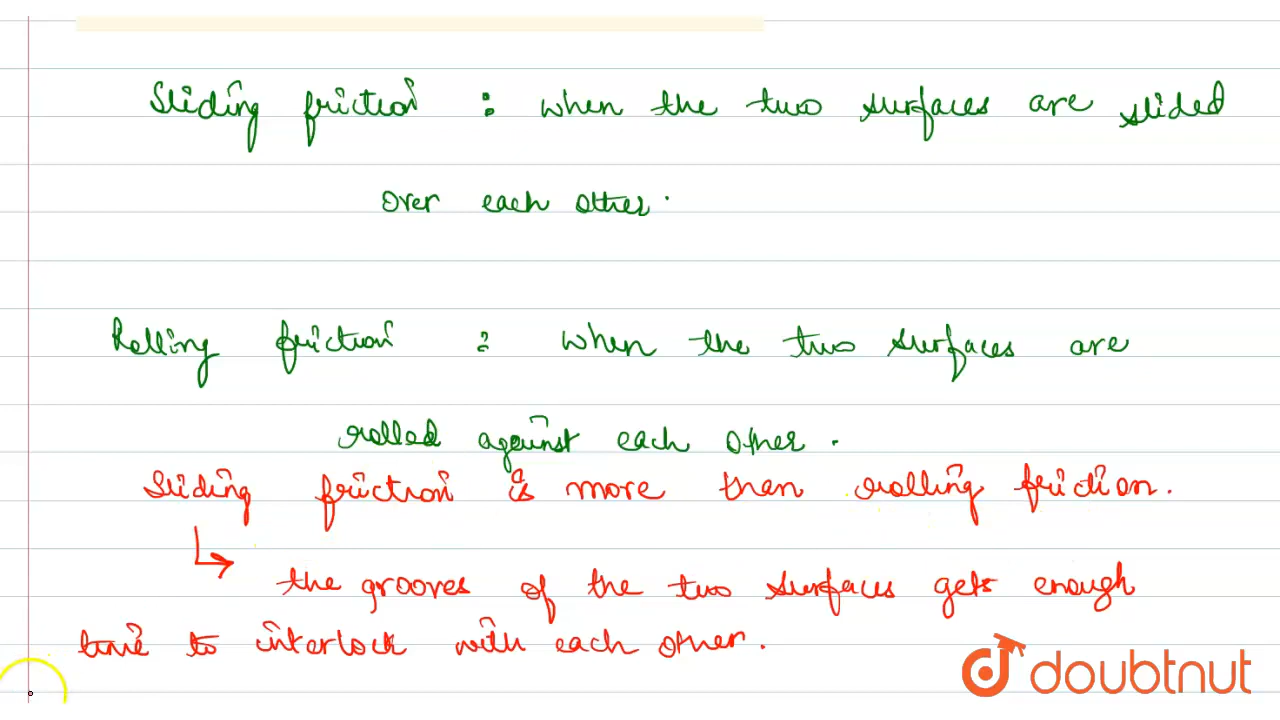 Sliding friction : when the two surfaces are slided
over each other.
Rolling friction : when the two surfaces are
rolled against each other.
Sliding friction is more than rolling friction.
the grooves of the two surfaces gets enough
time to interlock with each other.
doubtnut